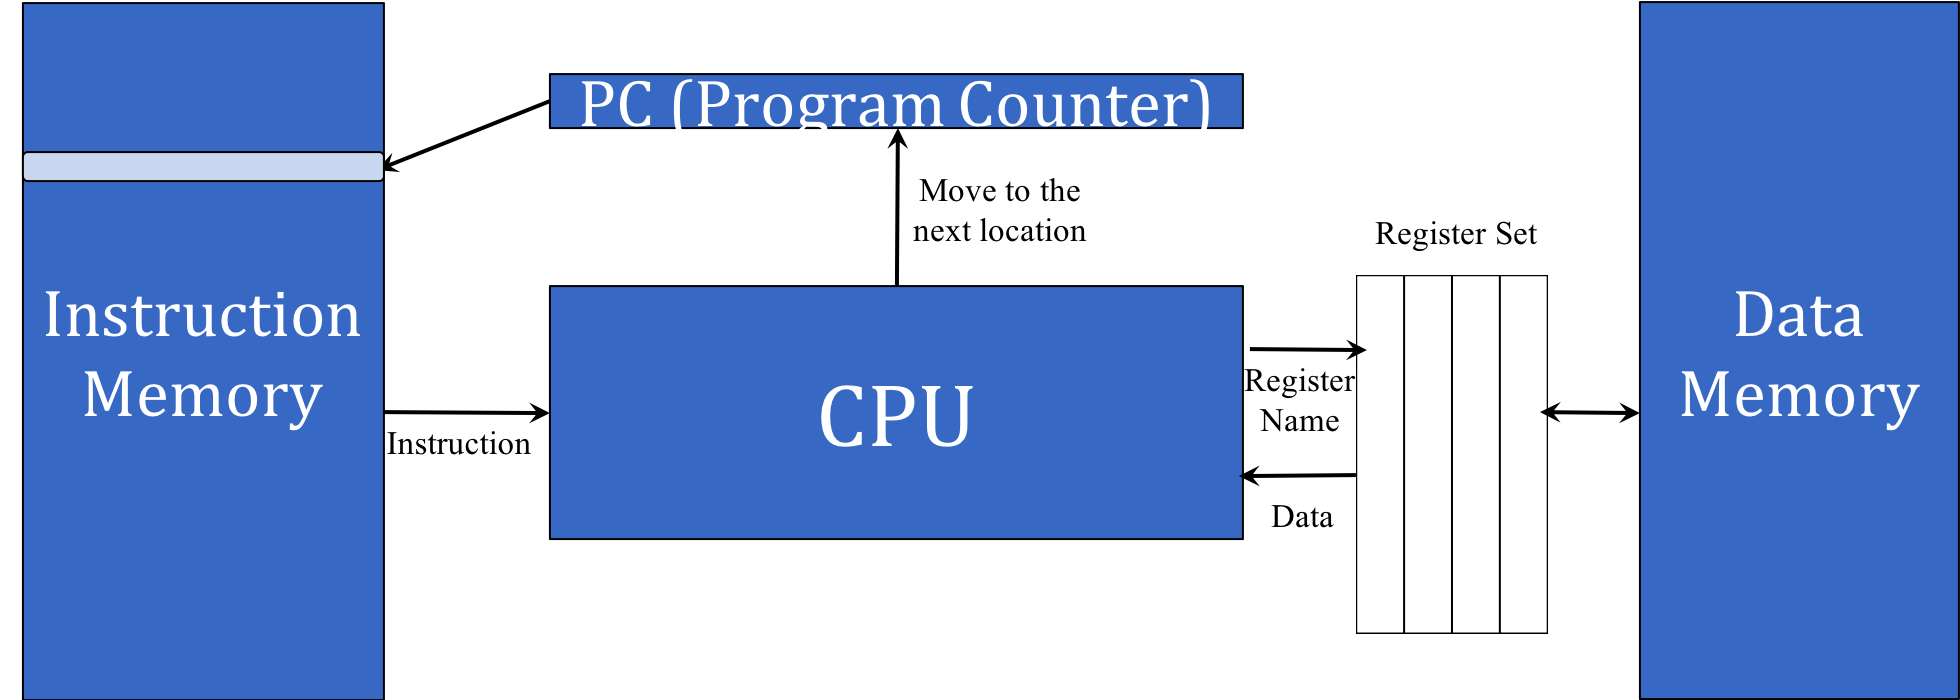 PC (Program Counter)
Move to the
next location
Register Set
Instruction
Memory
Data
Memory
CPU
Register
Name
Instruction
Data